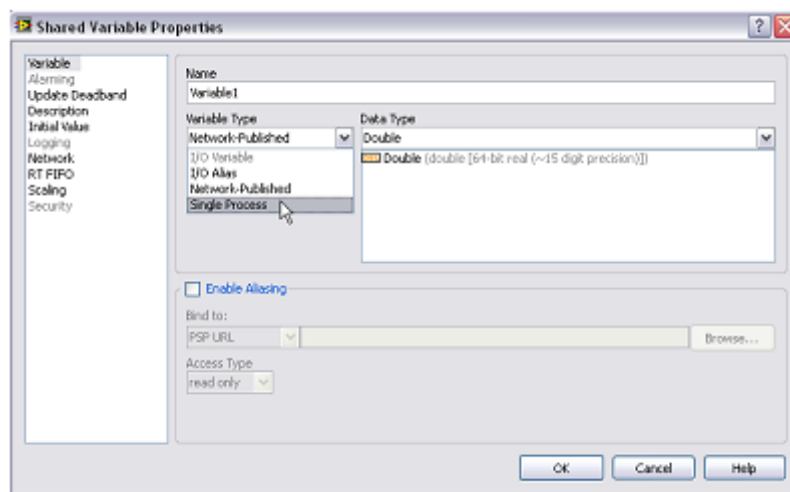 Shared Variable Properties
Variable
Alarming
Update Deadband
Description
Initial Value
Logging
Network
RT FIFO
Scaling
Security
Name
Variable1
Variable Type
Network-Published
I/O Variable
I/O Alias
Network-Published
Single Process
Data Type
Double
Double (double [64-bit real (~15 digit precision)])
Enable Aliasing
Bind to:
PSP URL
Browse...
Access Type
read only
OK
Cancel
Help